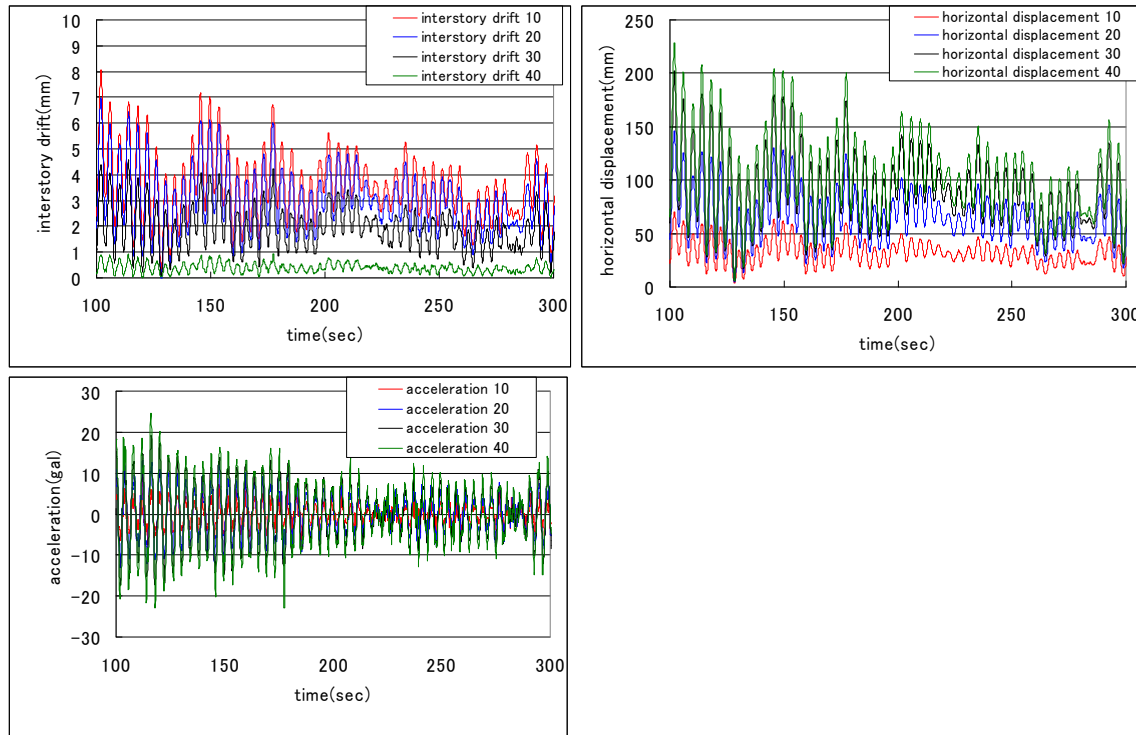 interstory drift 10
interstory drift 20
interstory drift 30
interstory drift 40
10
9
8
7
6
5
4
3
2
1
0
interstory drift(mm)
100 150 200 250 300
time(sec)
horizontal displacement 10
horizontal displacement 20
horizontal displacement 30
horizontal displacement 40
250
200
150
100
50
0
horizontal displacement(mm)
100 150 200 250 300
time(sec)
acceleration 10
acceleration 20
acceleration 30
acceleration 40
30
20
10
0
-10
-20
-30
acceleration(gal)
100 150 200 250 300
time(sec)